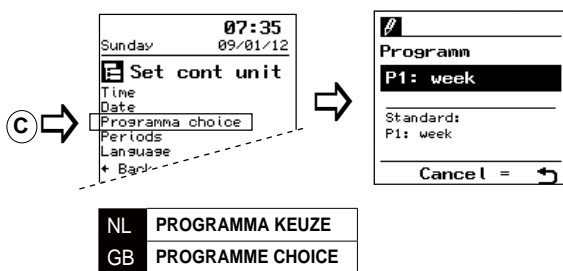 C
07:35
Sunday 09/01/12
Set cont unit
Time
Date
Programma choice
Periods
Language
Back
Programm
P1: week
Standard:
P1: week
Cancel =
NL PROGRAMMA KEUZE
GB PROGRAMME CHOICE